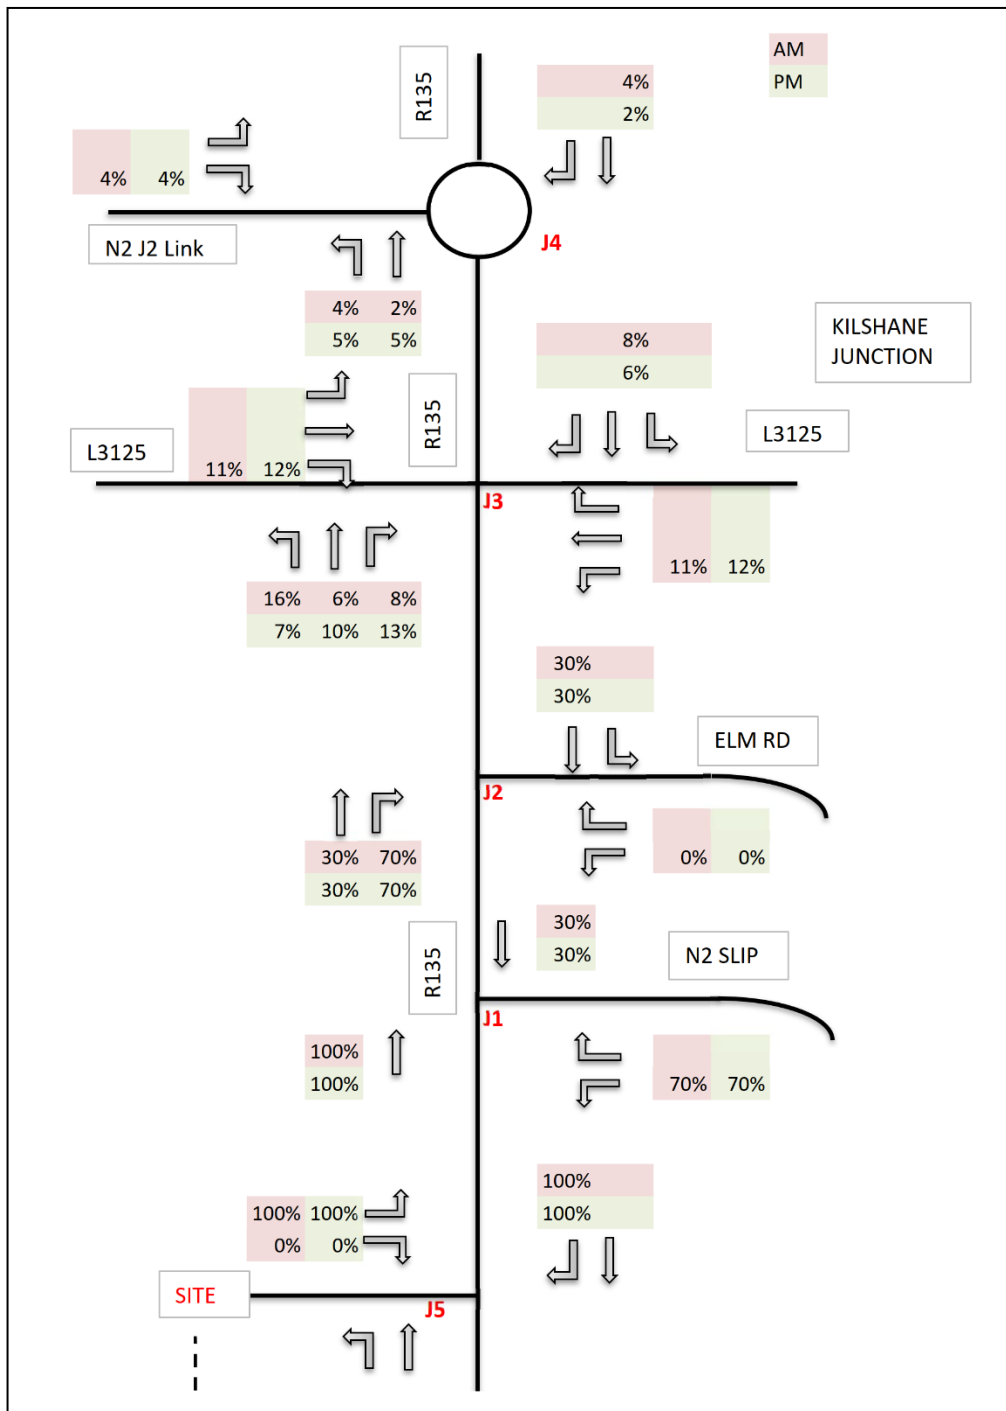 AM
PM
R135
4%
2%
4% 4%
N2 J2 Link
J4
4% 2%
5% 5%
8%
6%
KILSHANE
JUNCTION
R135
L3125
11% 12%
L3125
J3
11% 12%
16% 6% 8%
7% 10% 13%
30%
30%
ELM RD
J2
0% 0%
30% 70%
30% 70%
30%
30%
R135
N2 SLIP
J1
100%
100%
70% 70%
100%
100%
100% 100%
0% 0%
SITE
J5